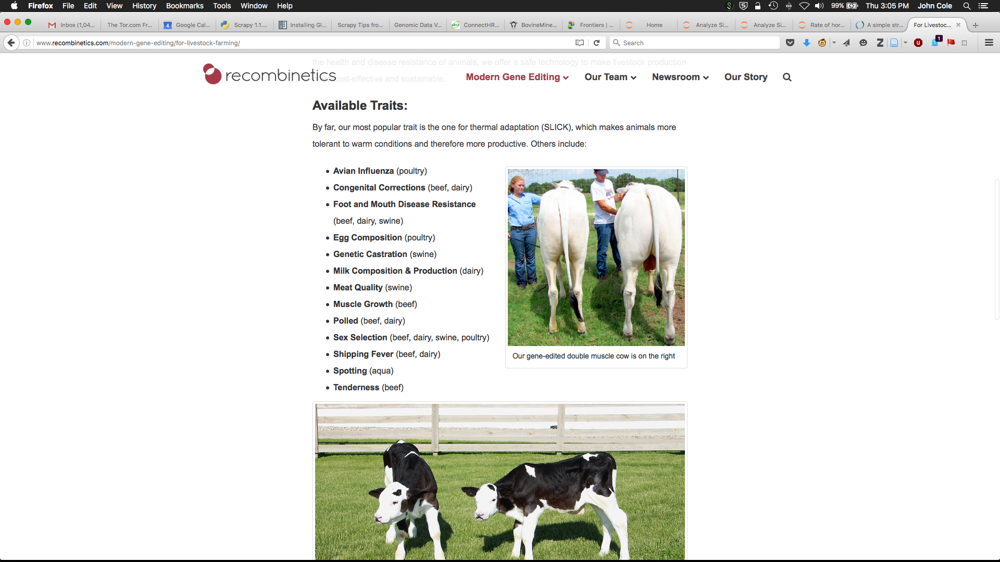 Firefox File Edit View History Bookmarks Tools Window Help 99% Thu 3:05 PM John Cole
Inbox (1,04... The Tor.com Fr... 4 Google Cal... Scrapy 1.1.... Installing Gl... Scrapy Tips fro... Genomic Data V... ConnectHR... BovineMine... Frontiers | ... Home Analyze Si... Analyze Si... Rate of hor... A simple str... For Livestoc...
www.recombinetics.com/modern-gene-editing/for-livestock-farming/ Search 1
the health and disease resistance of animals, we offer a safe technology to make livestock production
cost-effective and sustainable.
recombinetics Modern Gene Editing Our Team Newsroom Our Story
Available Traits:
By far, our most popular trait is the one for thermal adaptation (SLICK), which makes animals more
tolerant to warm conditions and therefore more productive. Others include:
• Avian Influenza (poultry)
• Congenital Corrections (beef, dairy)
• Foot and Mouth Disease Resistance
(beef, dairy, swine)
• Egg Composition (poultry)
• Genetic Castration (swine)
• Milk Composition & Production (dairy)
• Meat Quality (swine)
• Muscle Growth (beef)
• Polled (beef, dairy)
• Sex Selection (beef, dairy, swine, poultry)
• Shipping Fever (beef, dairy)
• Spotting (aqua)
• Tenderness (beef)
Our gene-edited double muscle cow is on the right